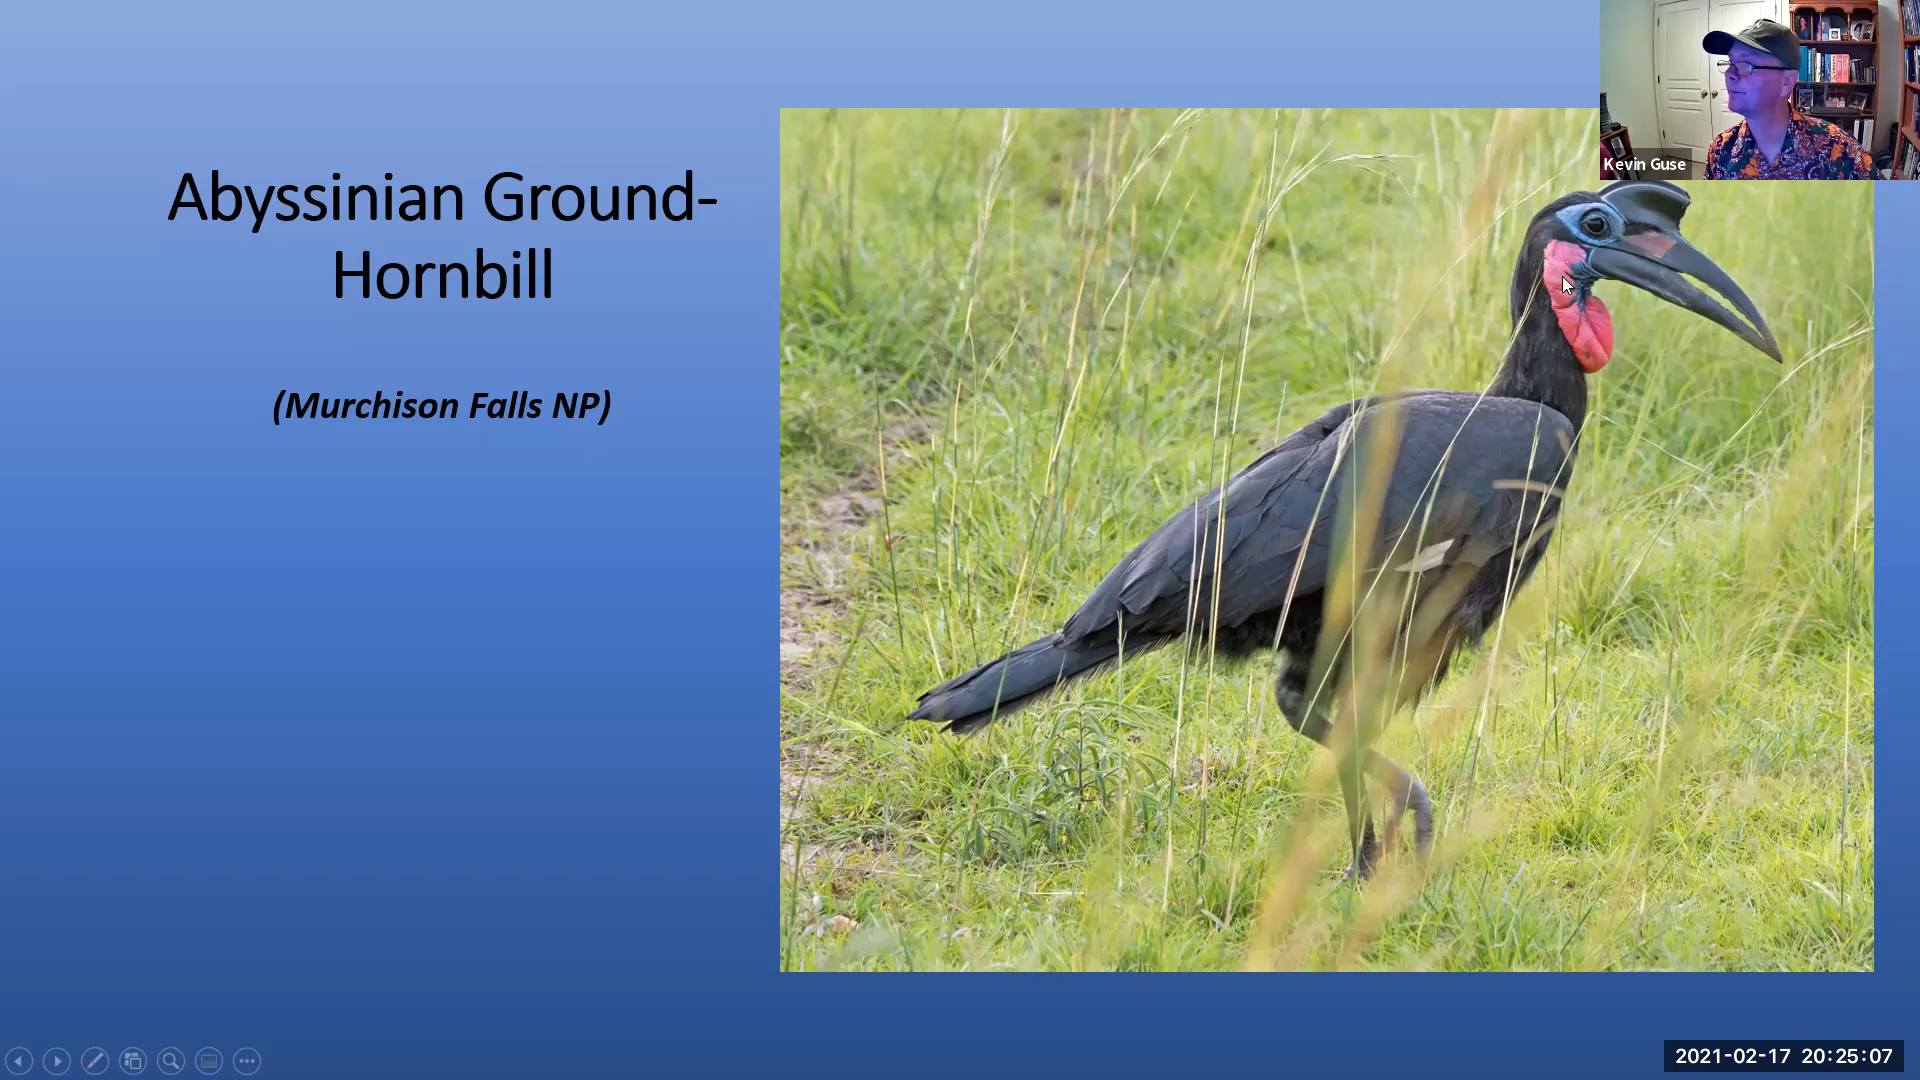 Abyssinian Ground-
Hornbill
(Murchison Falls NP)
Kevin Guse
2021-02-17 20:25:07